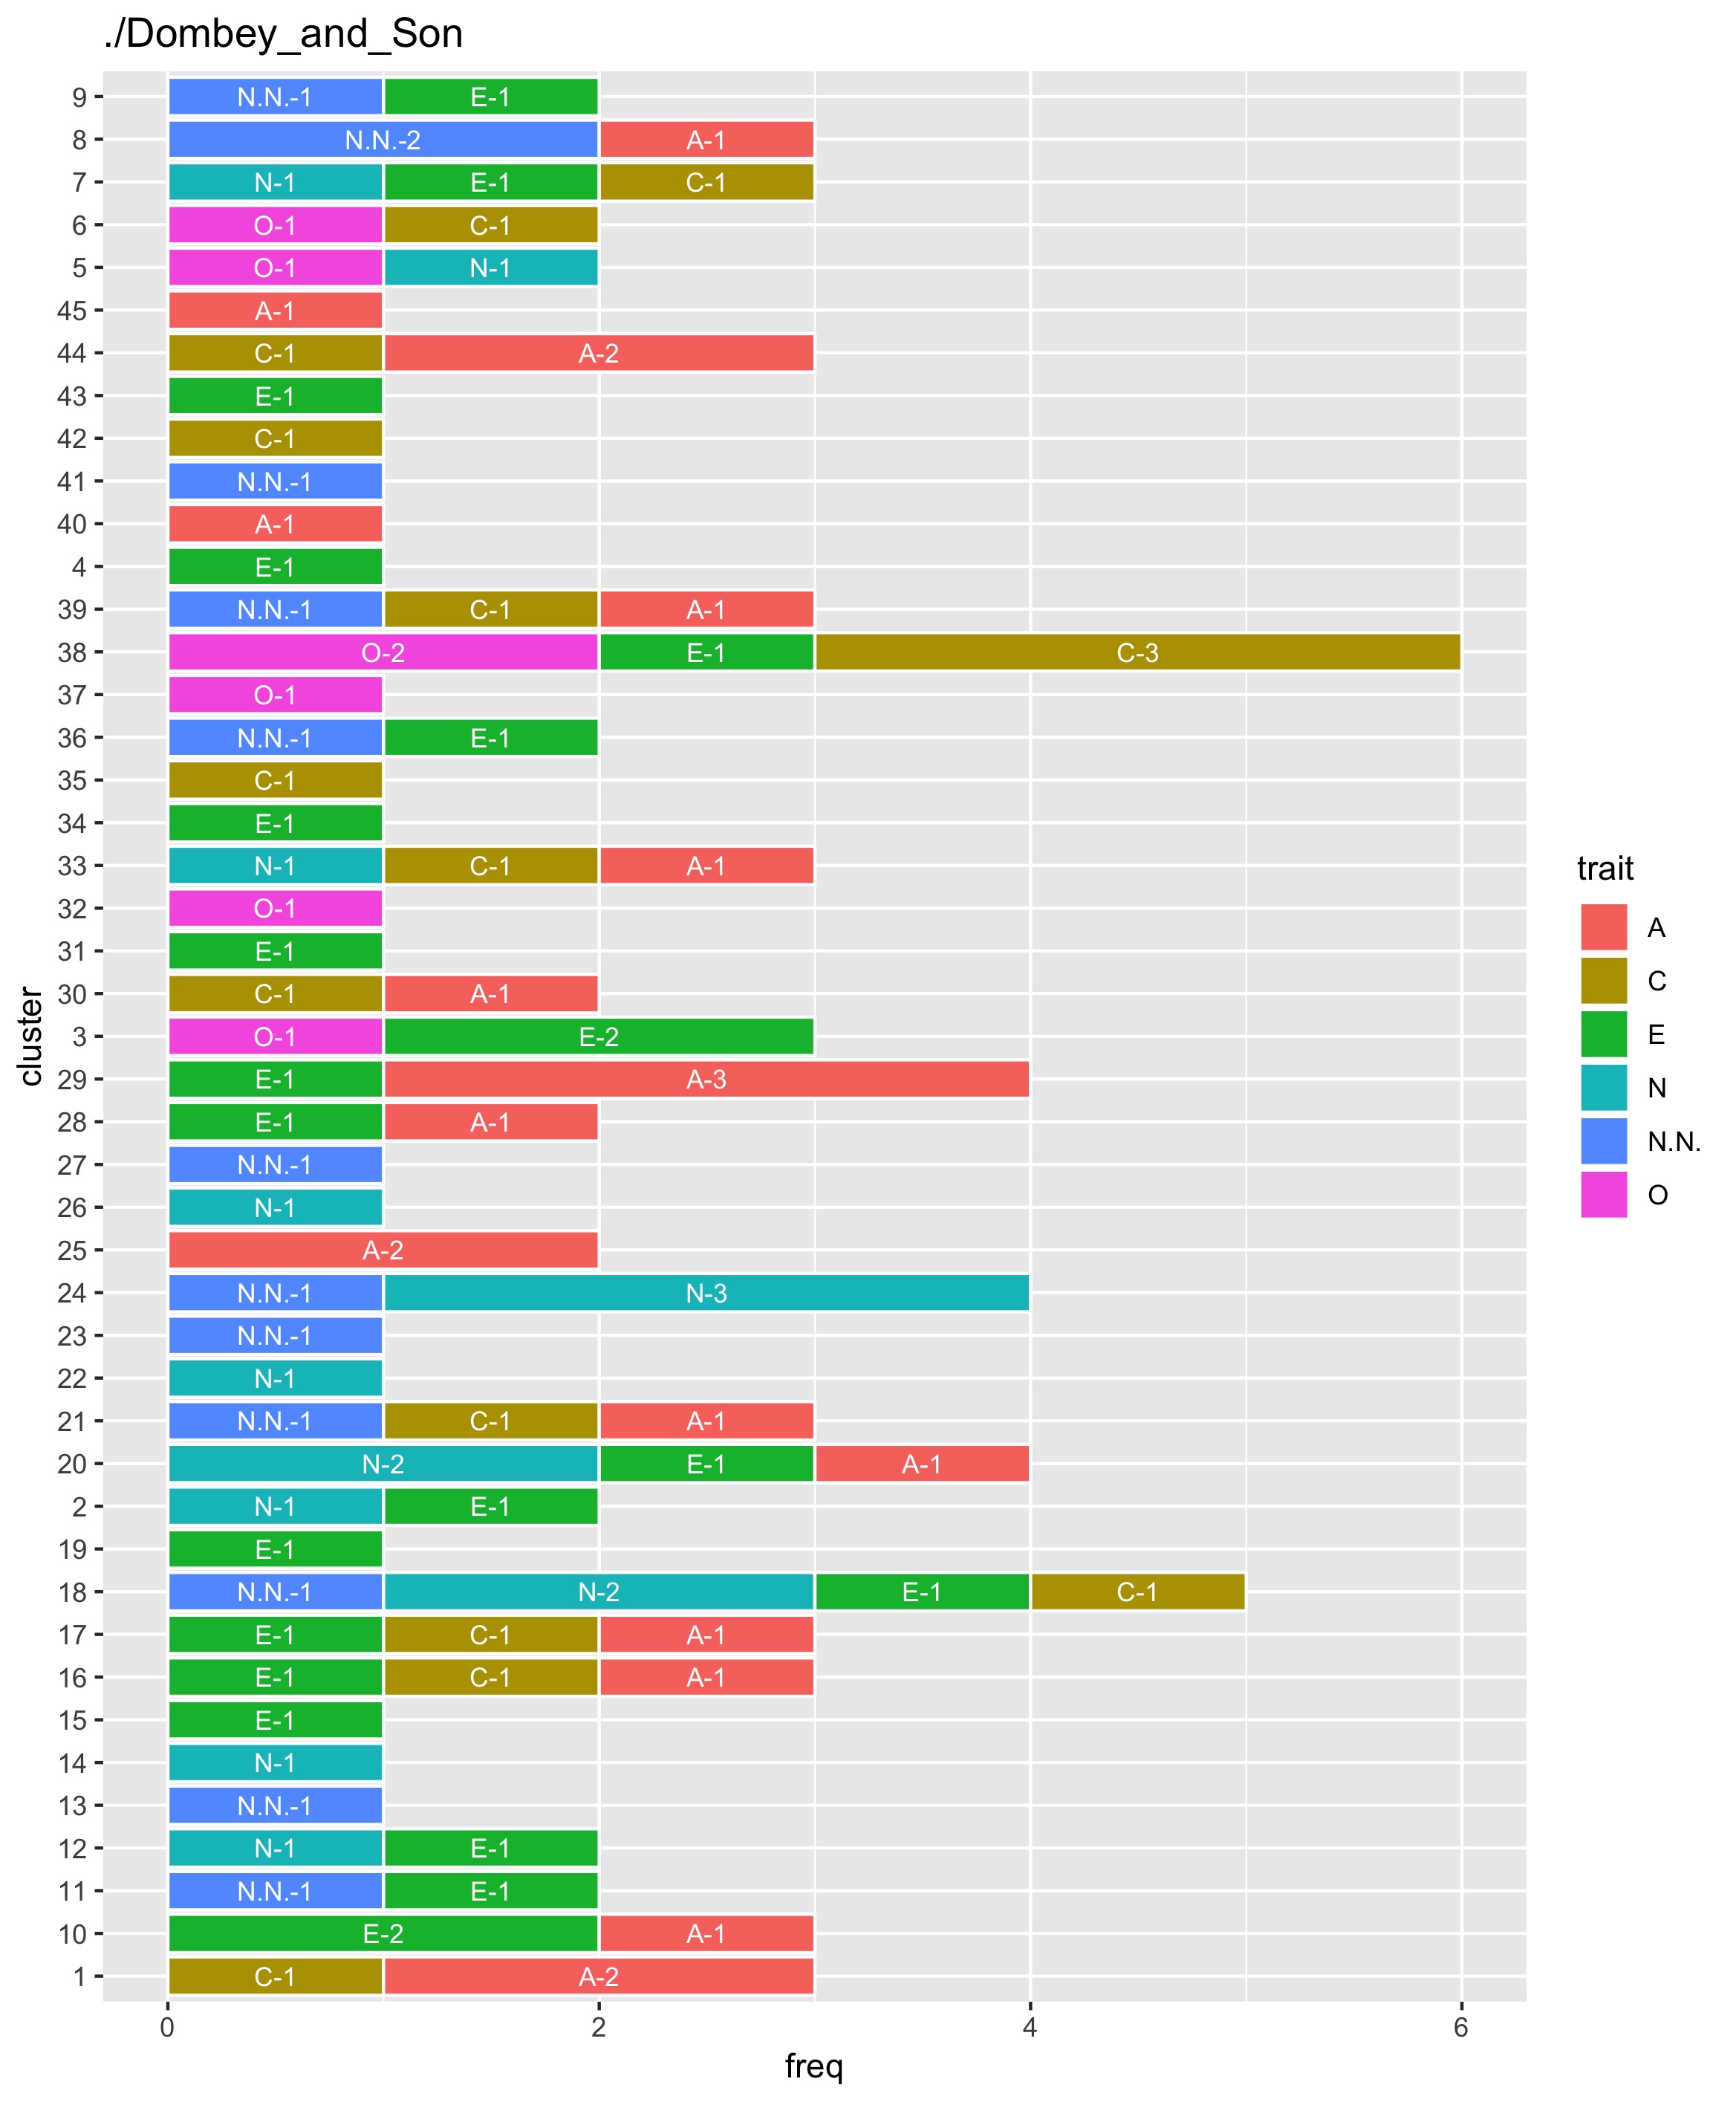 ./Dombey_and_Son
9 N.N.-1 E-1
8 N.N.-2 A-1
7 N-1 E-1 C-1
6 O-1 C-1
5 O-1 N-1
45 A-1
44 C-1 A-2
43 E-1
42 C-1
41 N.N.-1
40 A-1
4 E-1
39 N.N.-1 C-1 A-1
38 O-2 E-1 C-3
37 O-1
36 N.N.-1 E-1
35 C-1
34 E-1
33 N-1 C-1 A-1
32 O-1
31 E-1
30 C-1 A-1
3 O-1 E-2
29 E-1 A-3
28 E-1 A-1
27 N.N.-1
26 N-1
25 A-2
24 N.N.-1 N-3
23 N.N.-1
22 N-1
21 N.N.-1 C-1 A-1
20 N-2 E-1 A-1
2 N-1 E-1
19 E-1
18 N.N.-1 N-2 E-1 C-1
17 E-1 C-1 A-1
16 E-1 C-1 A-1
15 E-1
14 N-1
13 N.N.-1
12 N-1 E-1
11 N.N.-1 E-1
10 E-2 A-1
1 C-1 A-2
0 2 4 6
freq
cluster
trait
A
C
E
N
N.N.
O